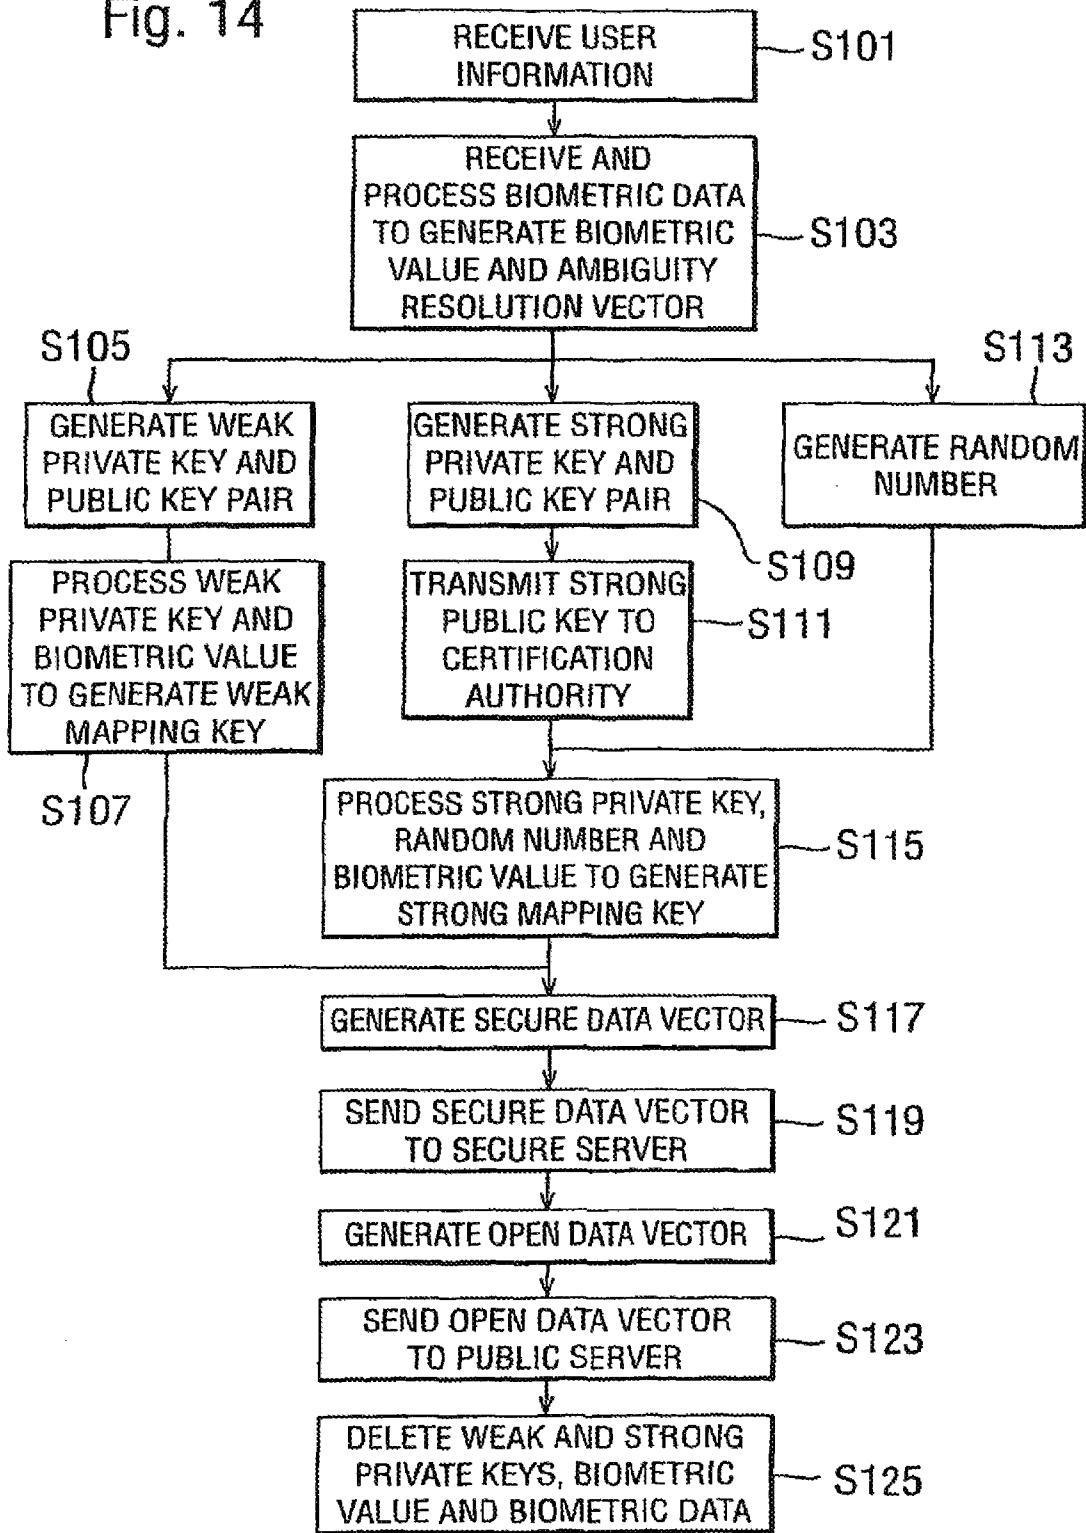 Fig. 14
RECEIVE USER
INFORMATION
S101
RECEIVE AND
PROCESS BIOMETRIC DATA
TO GENERATE BIOMETRIC
VALUE AND AMBIGUITY
RESOLUTION VECTOR
S103
S105
GENERATE WEAK
PRIVATE KEY AND
PUBLIC KEY PAIR
GENERATE STRONG
PRIVATE KEY AND
PUBLIC KEY PAIR
S109
S113
GENERATE RANDOM
NUMBER
PROCESS WEAK
PRIVATE KEY AND
BIOMETRIC VALUE
TO GENERATE WEAK
MAPPING KEY
S107
TRANSMIT STRONG
PUBLIC KEY TO
CERTIFICATION
AUTHORITY
S111
PROCESS STRONG PRIVATE KEY,
RANDOM NUMBER AND
BIOMETRIC VALUE TO GENERATE
STRONG MAPPING KEY
S115
GENERATE SECURE DATA VECTOR
S117
SEND SECURE DATA VECTOR
TO SECURE SERVER
S119
GENERATE OPEN DATA VECTOR
S121
SEND OPEN DATA VECTOR
TO PUBLIC SERVER
S123
DELETE WEAK AND STRONG
PRIVATE KEYS, BIOMETRIC
VALUE AND BIOMETRIC DATA
S125